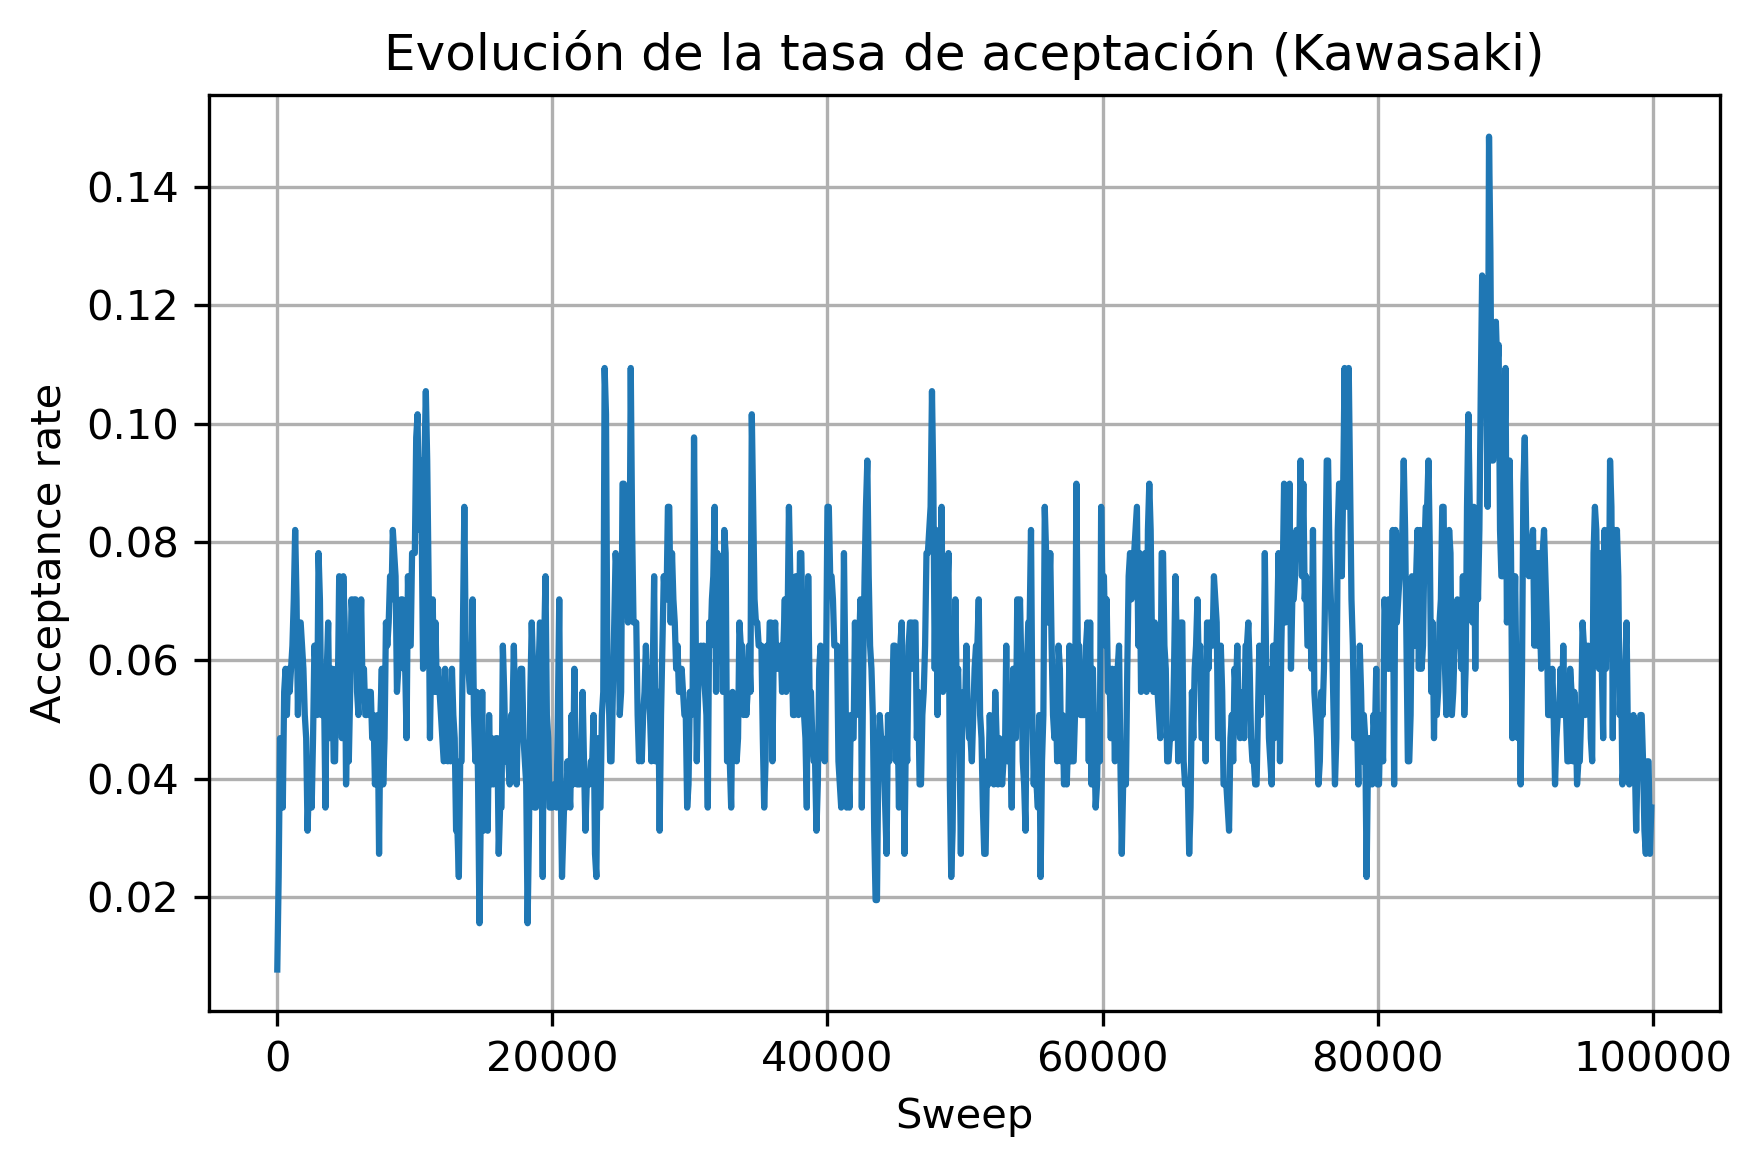 Evolución de la tasa de aceptación (Kawasaki)
Acceptance rate
0.14
0.12
0.10
0.08
0.06
0.04
0.02
0 20000 40000 60000 80000 100000
Sweep